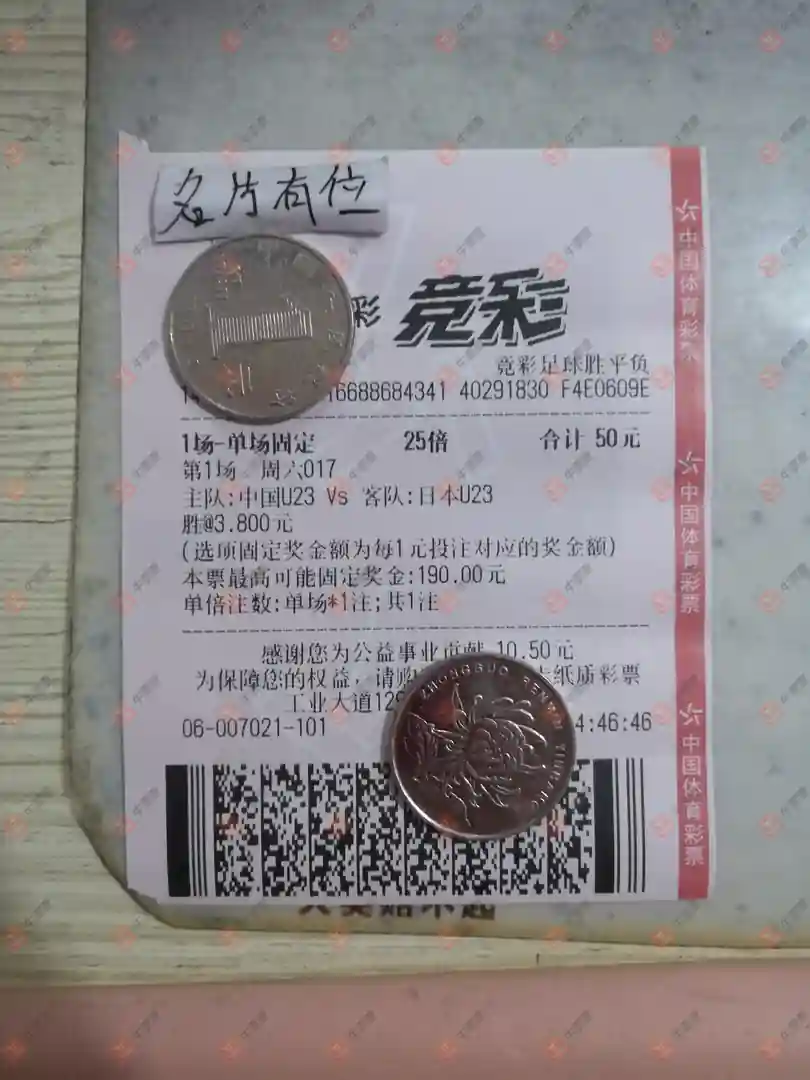 名片有位
彩 竞彩
竞彩足球胜平负
16688684341 40291830 F4E0609E
1场-单场固定 25倍 合计 50元
第1场 周六017
主队:中国U23 Vs 客队:日本U23
胜@3.800元
(选项固定奖金额为每1元投注对应的奖金额)
本票最高可能固定奖金:190.00元
单倍注数:单场*1注;共1注
感谢您为公益事业贡献 10.50元
为保障您的权益，请购 纸质彩票
工业大道129
06-007021-101 4:46:46
中国体育彩票
中国体育彩票
中国体育彩票
ZHONGGUO RENMIN YINHANG